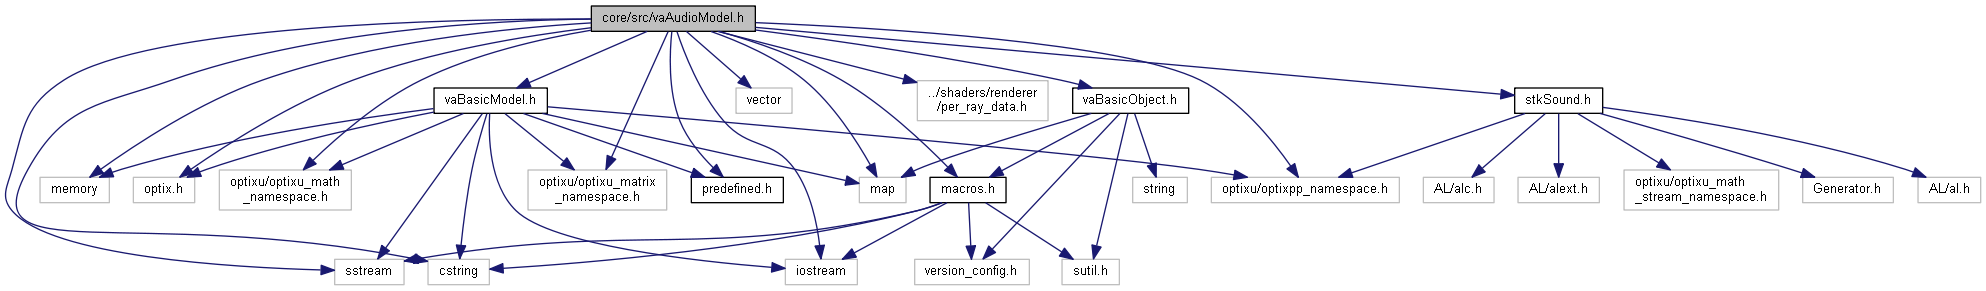 core/src/vaAudioModel.h
vaBasicModel.h
vector
../shaders/renderer
/per_ray_data.h
vaBasicObject.h
stkSound.h
memory
optix.h
optixu/optixu_math
_namespace.h
optixu/optixu_matrix
_namespace.h
predefined.h
map
macros.h
string
optixu/optixpp_namespace.h
AL/alc.h
AL/alext.h
optixu/optixu_math
_stream_namespace.h
Generator.h
AL/al.h
sstream
cstring
iostream
version_config.h
sutil.h